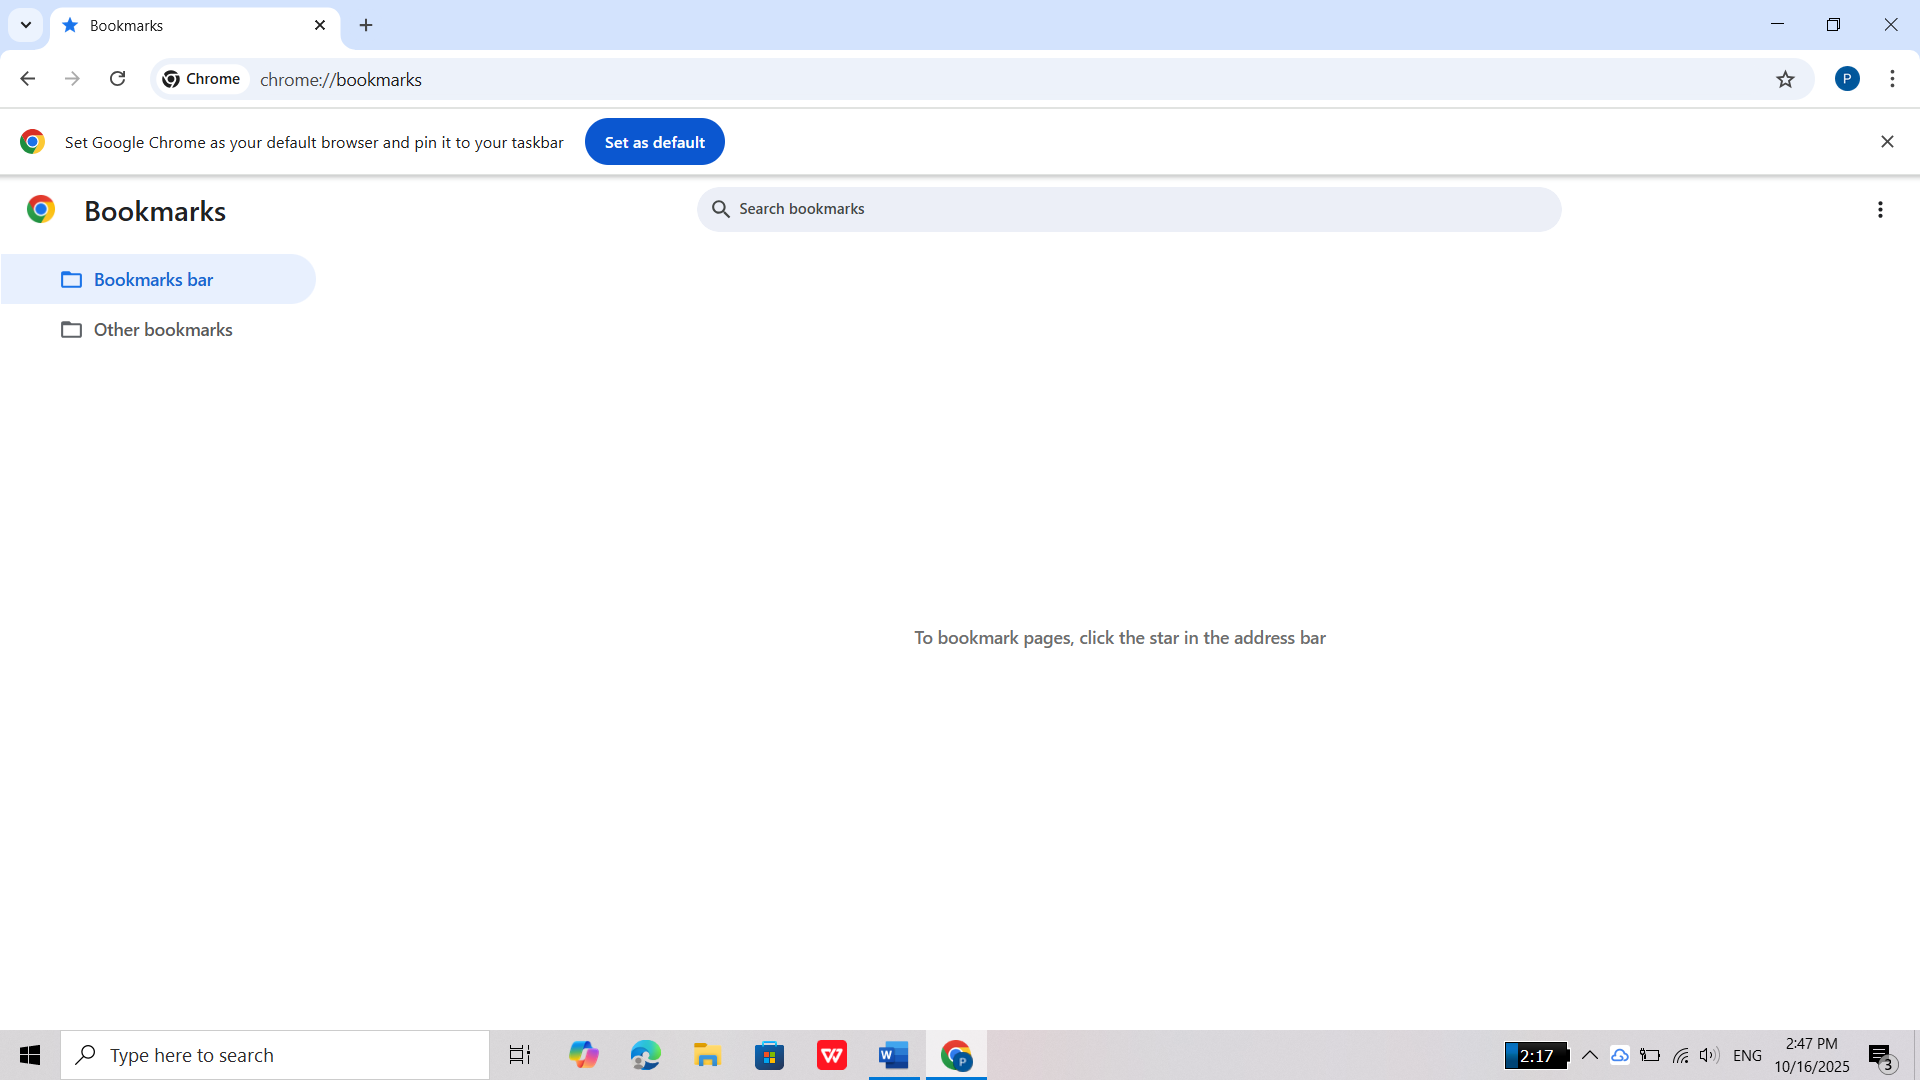 Bookmarks
Chrome
chrome://bookmarks
P
Set Google Chrome as your default browser and pin it to your taskbar
Set as default
Bookmarks
Search bookmarks
Bookmarks bar
Other bookmarks
To bookmark pages, click the star in the address bar
Type here to search
W
W
P
2:17
ENG
2:47 PM
10/16/2025
3